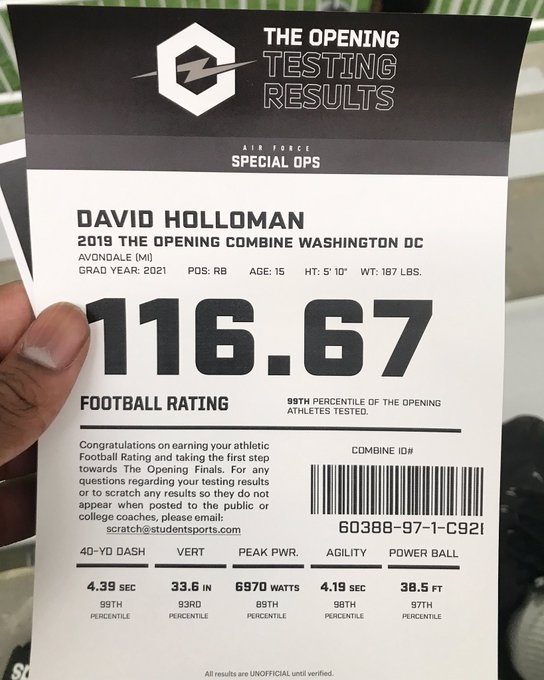 THE OPENING
TESTING
RESULTS
AIR FORCE
SPECIAL OPS
DAVID HOLLOMAN
2019 THE OPENING COMBINE WASHINGTON DC
AVONDALE (MI)
GRAD YEAR: 2021 POS: RB AGE: 15 HT: 5' 10" WT: 187 LBS.
116.67
FOOTBALL RATING
99TH PERCENTILE OF THE OPENING
ATHLETES TESTED.
Congratulations on earning your athletic
Football Rating and taking the first step
towards The Opening Finals. For any
questions regarding your testing results
or to scratch any results so they do not
appear when posted to the public or
college coaches, please email:
scratch@studentsports.com
COMBINE ID#
60388-97-1-C92
40-YD DASH VERT PEAK PWR. AGILITY POWER BALL
4.39 SEC 33.6 IN 6970 WATTS 4.19 SEC 38.5 FT
99TH 93RD 89TH 98TH 97TH
PERCENTILE PERCENTILE PERCENTILE PERCENTILE PERCENTILE
All results are UNOFFICIAL until verified.